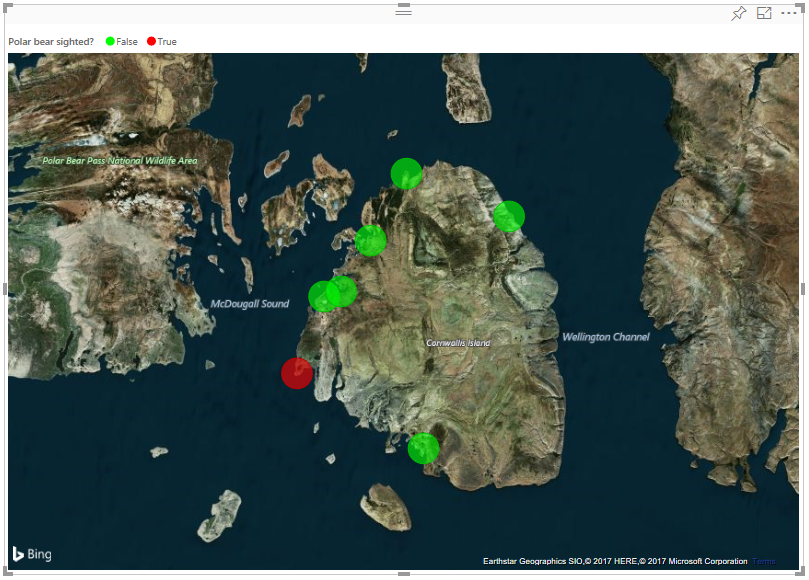 Polar bear sighted? False True
Polar Bear Pass National Wildlife Area
McDougall Sound
Wellington Channel
Cornwallis Island
Bing
Earthstar Geographics SIO,© 2017 HERE,© 2017 Microsoft Corporation Terms